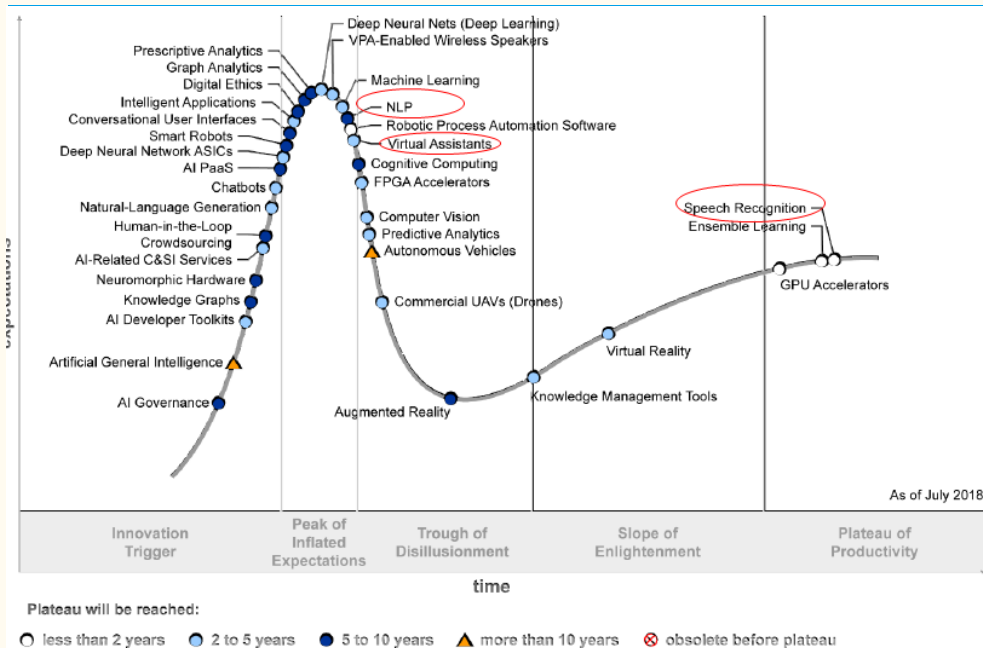 Deep Neural Nets (Deep Learning)
VPA-Enabled Wireless Speakers
Prescriptive Analytics
Graph Analytics
Digital Ethics
Intelligent Applications
Conversational User Interfaces
Smart Robots
Deep Neural Network ASICs
AI PaaS
Chatbots
Natural-Language Generation
Human-in-the-Loop
Crowdsourcing
AI-Related C&SI Services
Neuromorphic Hardware
Knowledge Graphs
AI Developer Toolkits
Artificial General Intelligence
AI Governance
Machine Learning
NLP
Robotic Process Automation Software
Virtual Assistants
Cognitive Computing
FPGA Accelerators
Computer Vision
Predictive Analytics
Autonomous Vehicles
Commercial UAVs (Drones)
Augmented Reality
Knowledge Management Tools
Virtual Reality
Speech Recognition
Ensemble Learning
GPU Accelerators
expectations
As of July 2018
Innovation
Trigger
Peak of
Inflated
Expectations
Trough of
Disillusionment
Slope of
Enlightenment
Plateau of
Productivity
time
Plateau will be reached:
less than 2 years
2 to 5 years
5 to 10 years
more than 10 years
obsolete before plateau